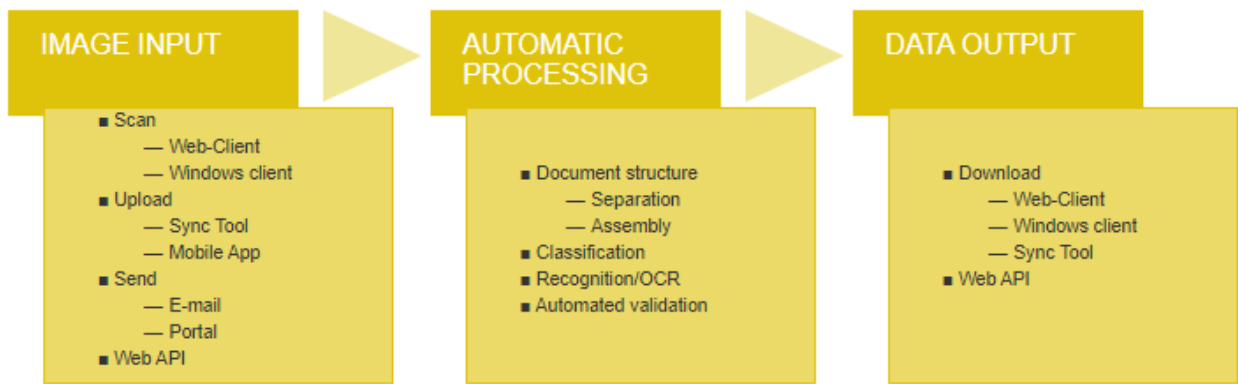 IMAGE INPUT
■ Scan
— Web-Client
— Windows client
■ Upload
— Sync Tool
— Mobile App
■ Send
— E-mail
— Portal
■ Web API
AUTOMATIC
PROCESSING
■ Document structure
— Separation
— Assembly
■ Classification
■ Recognition/OCR
■ Automated validation
DATA OUTPUT
■ Download
— Web-Client
— Windows client
— Sync Tool
■ Web API